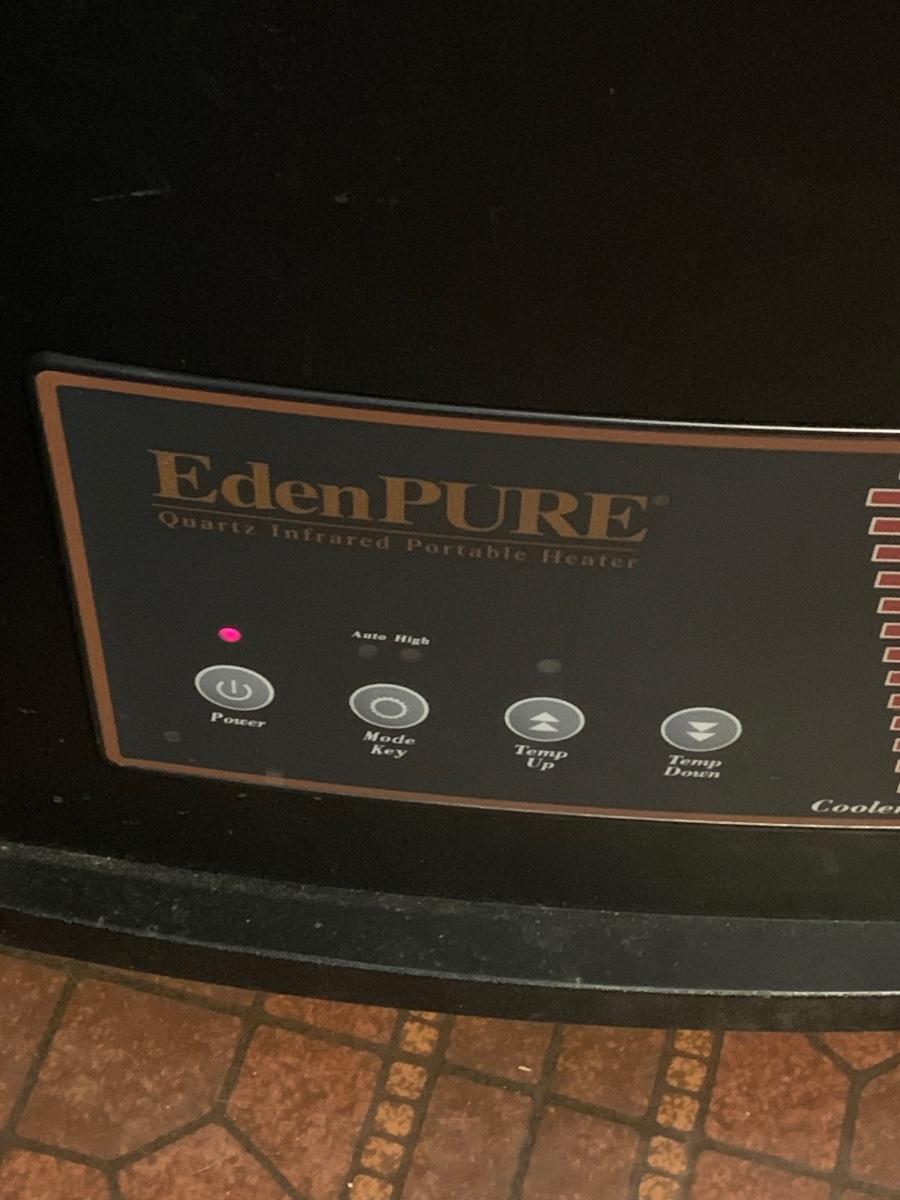 EdenPURE®
Quartz Infrared Portable Heater
Auto High
Power
Mode
Key
Temp
Up
Temp
Down
Cooler